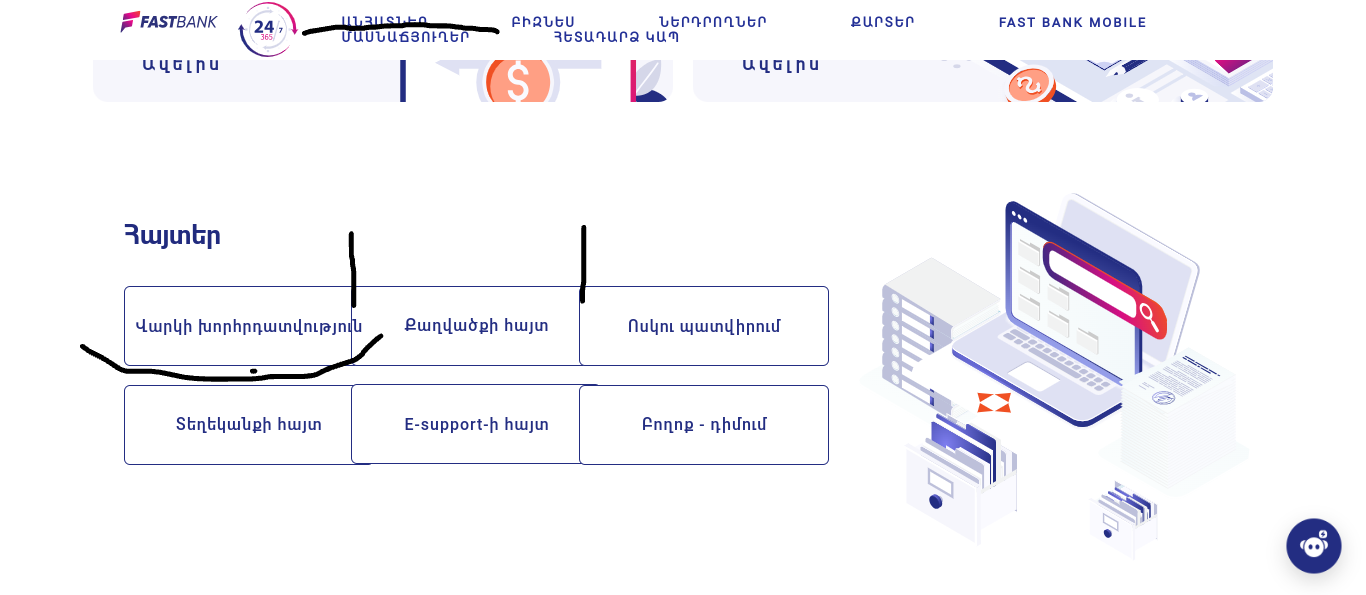 FASTBANK
24/7
365
ԱՆՀԱՏՆԵՐ ԲԻԶՆԵՍ ՆԵՐԴՐՈՂՆԵՐ ՔԱՐՏԵՐ FAST BANK MOBILE
ՄԱՍՆԱՃՅՈՒՂԵՐ ՀԵՏԱԴԱՐՁ ԿԱՊ
Ավելին Ավելին
Հայտեր
Վարկի խորհրդատվություն Քաղվածքի հայտ Ոսկու պատվիրում
Տեղեկանքի հայտ E-support-ի հայտ Բողոք - դիմում